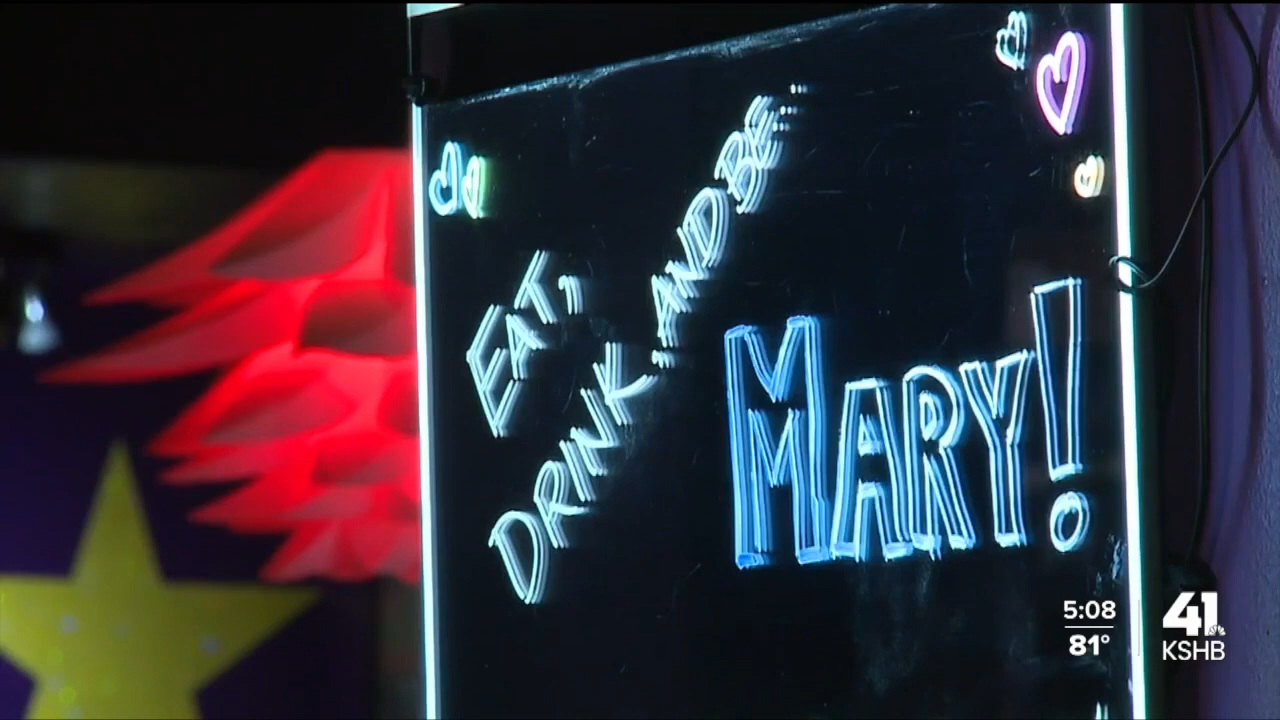 EAT,
DRINK, AND BE...
MARY!
5:08
81°
41
KSHB